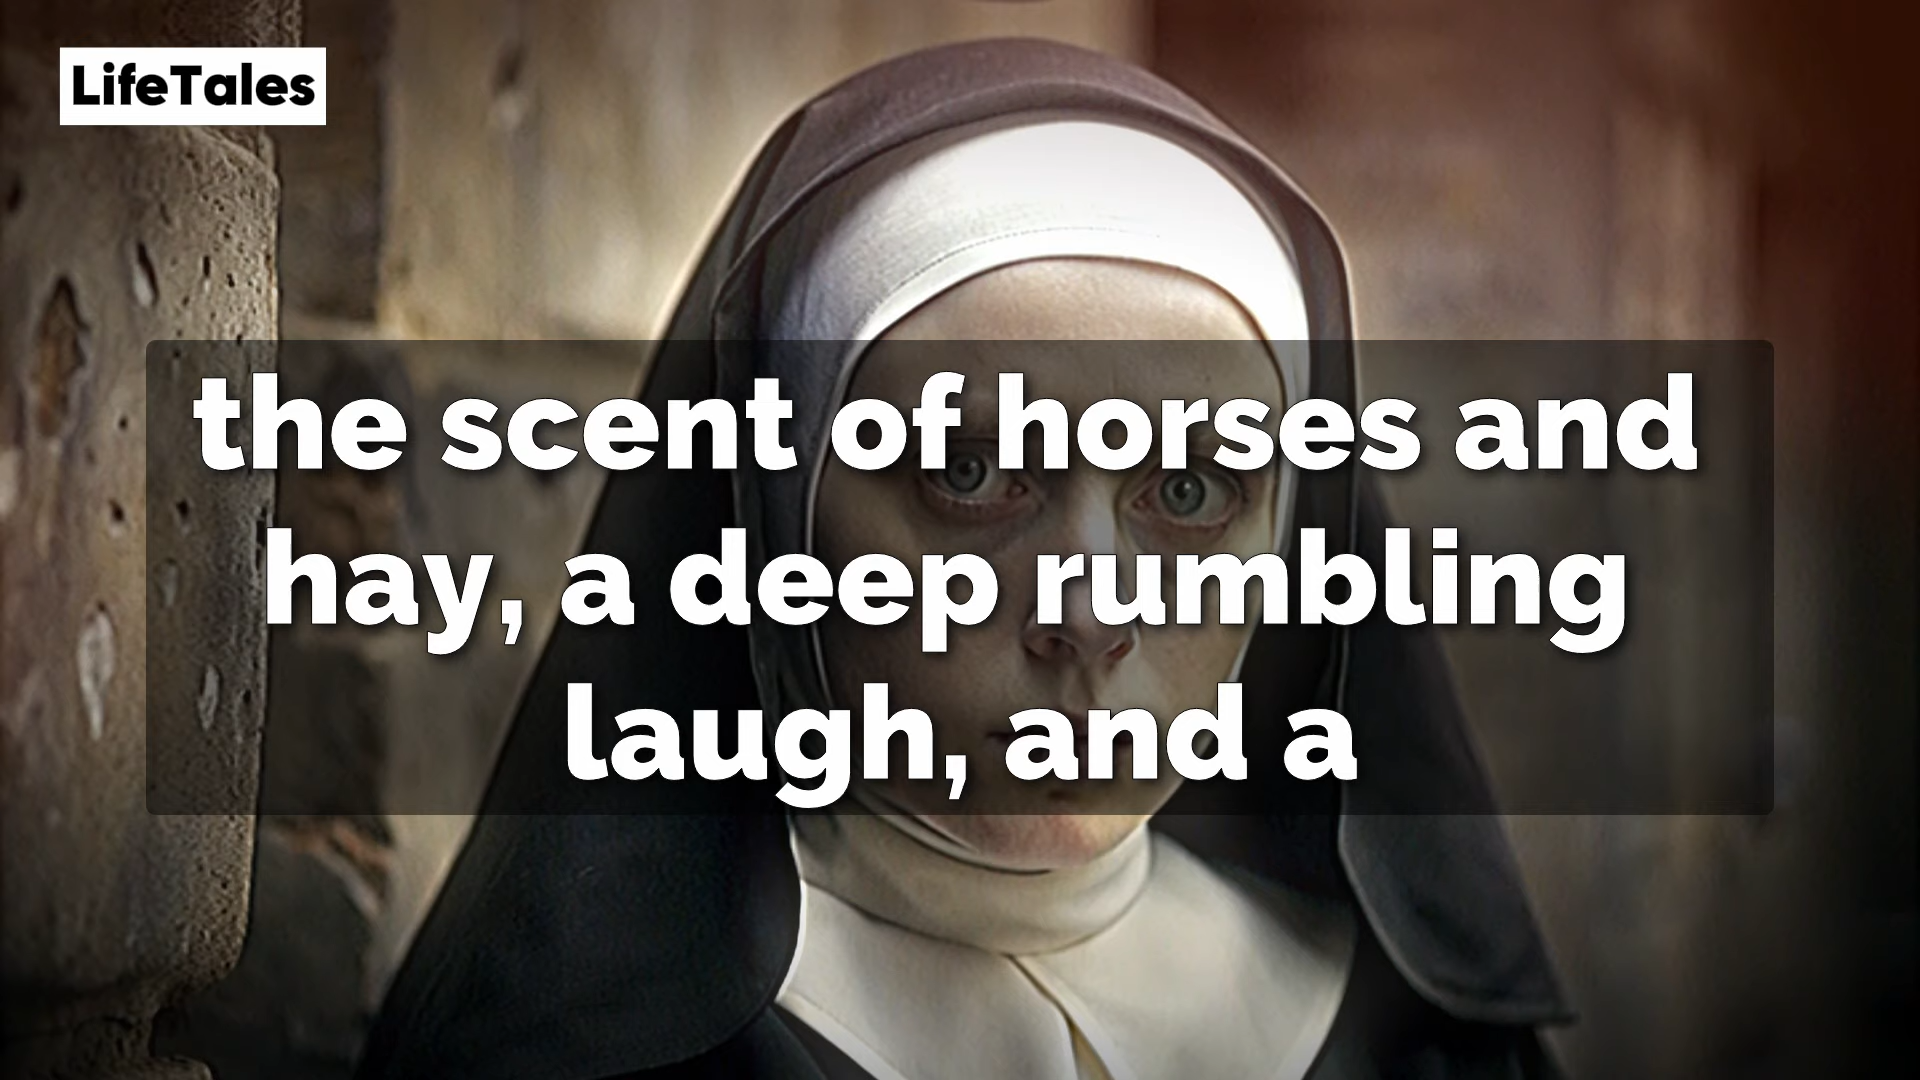 LifeTales
the scent of horses and
hay, a deep rumbling
laugh, and a